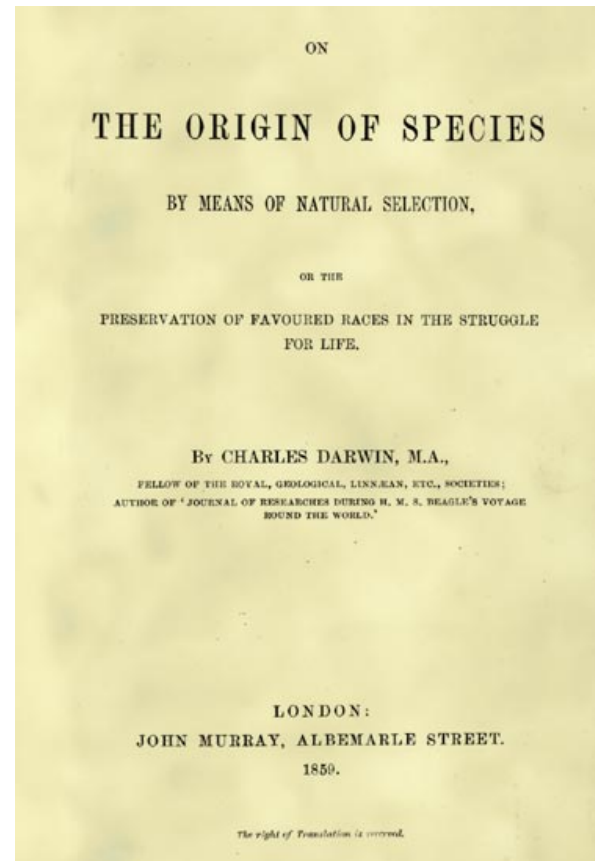 ON
THE ORIGIN OF SPECIES
BY MEANS OF NATURAL SELECTION,
OR THE
PRESERVATION OF FAVOURED RACES IN THE STRUGGLE
FOR LIFE.
By CHARLES DARWIN, M.A.,
FELLOW OF THE ROYAL, GEOLOGICAL, LINNÆAN, ETC., SOCIETIES;
AUTHOR OF 'JOURNAL OF RESEARCHES DURING H. M. S. BEAGLE'S VOYAGE
ROUND THE WORLD.'
LONDON:
JOHN MURRAY, ALBEMARLE STREET.
1859.
The right of Translation is reserved.